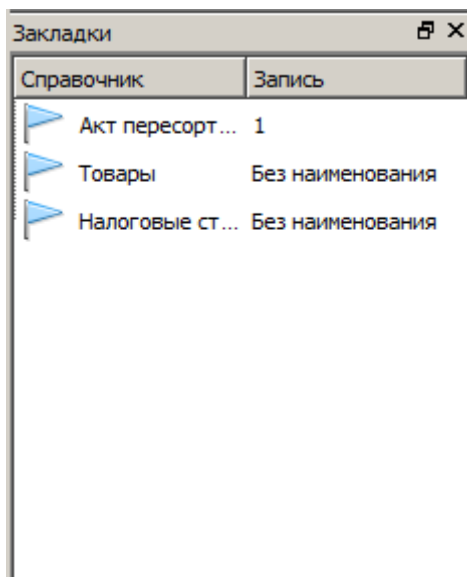 Закладки
Справочник Запись
Акт пересорт... 1
Товары Без наименования
Налоговые ст... Без наименования